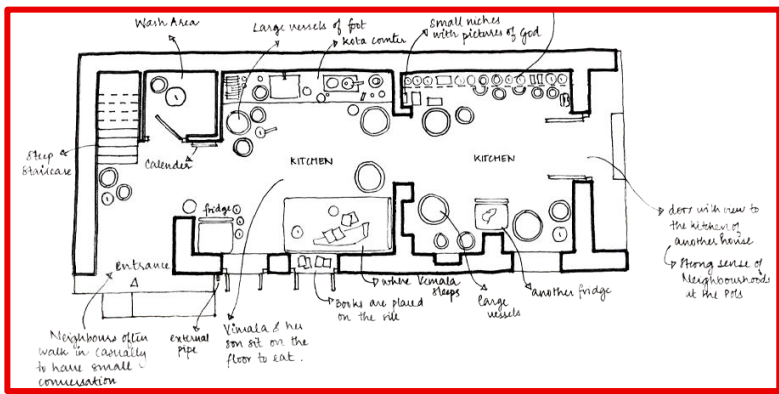 Wash Area
Large vessels of foot
kota counter
Small niches
with pictures of God
Steep
Staircase
Calender
KITCHEN
KITCHEN
fridge
door with view to
the kitchen of
another house
Strong sense of
Neighbourhoods
at the Pols
entrance
where Vimala
sleeps
Books are placed
on the sill
Large
vessels
another fridge
Neighbours often
walk in casually
to have small
conversation
external
pipe
Vimala & her
son sit on the
floor to eat.